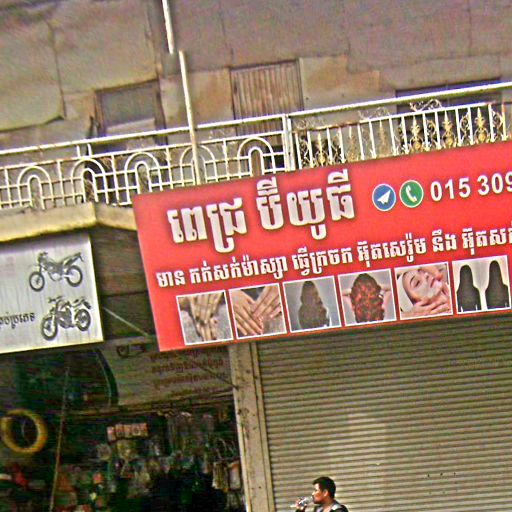 ពេជ្រ ប៊ីយូធី
015 309
មាន កក់សក់ម៉ាស្សា ធ្វើក្រចក អ៊ុតសេរ៉ូម នឹង អ៊ុតសក់